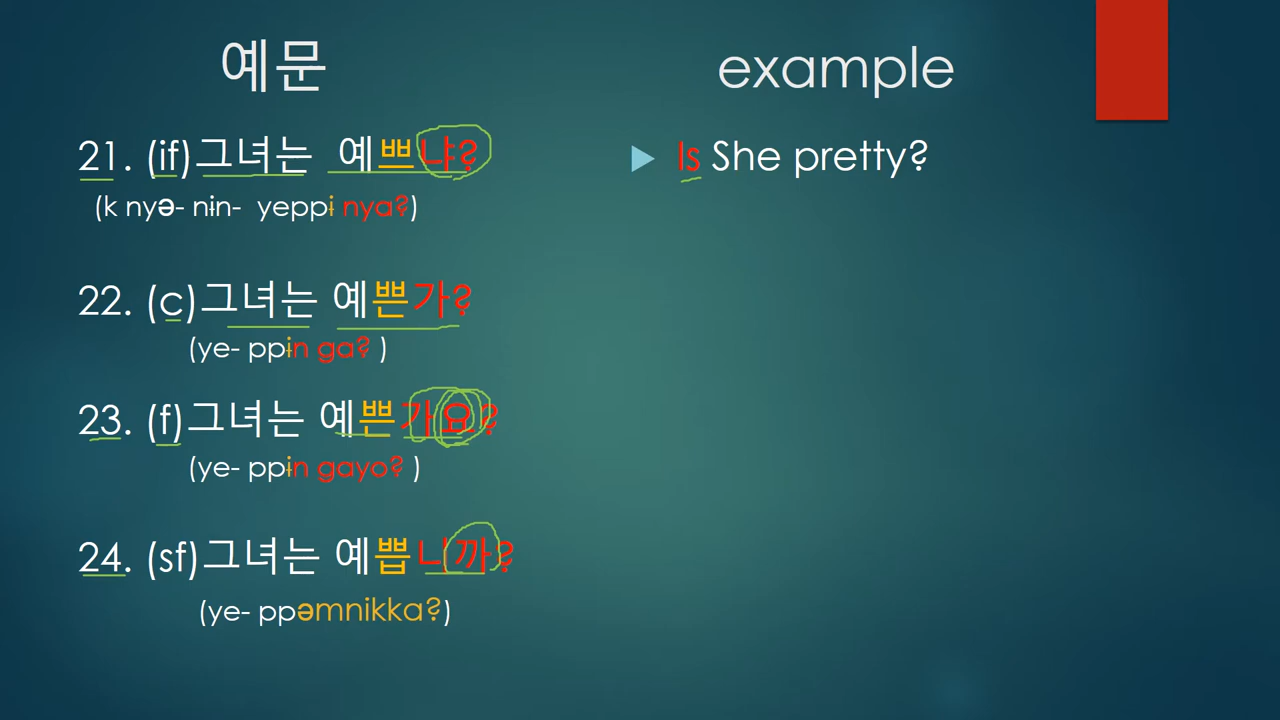 예문
example
21. (if)그녀는 예쁘냐?
(k nyə- nɨn- yeppɨ nya?)
Is She pretty?
22. (c)그녀는 예쁜가?
(ye- ppɨn ga? )
23. (f)그녀는 예쁜가요?
(ye- ppɨn gayo? )
24. (sf)그녀는 예쁩니까?
(ye- ppəmnikka?)